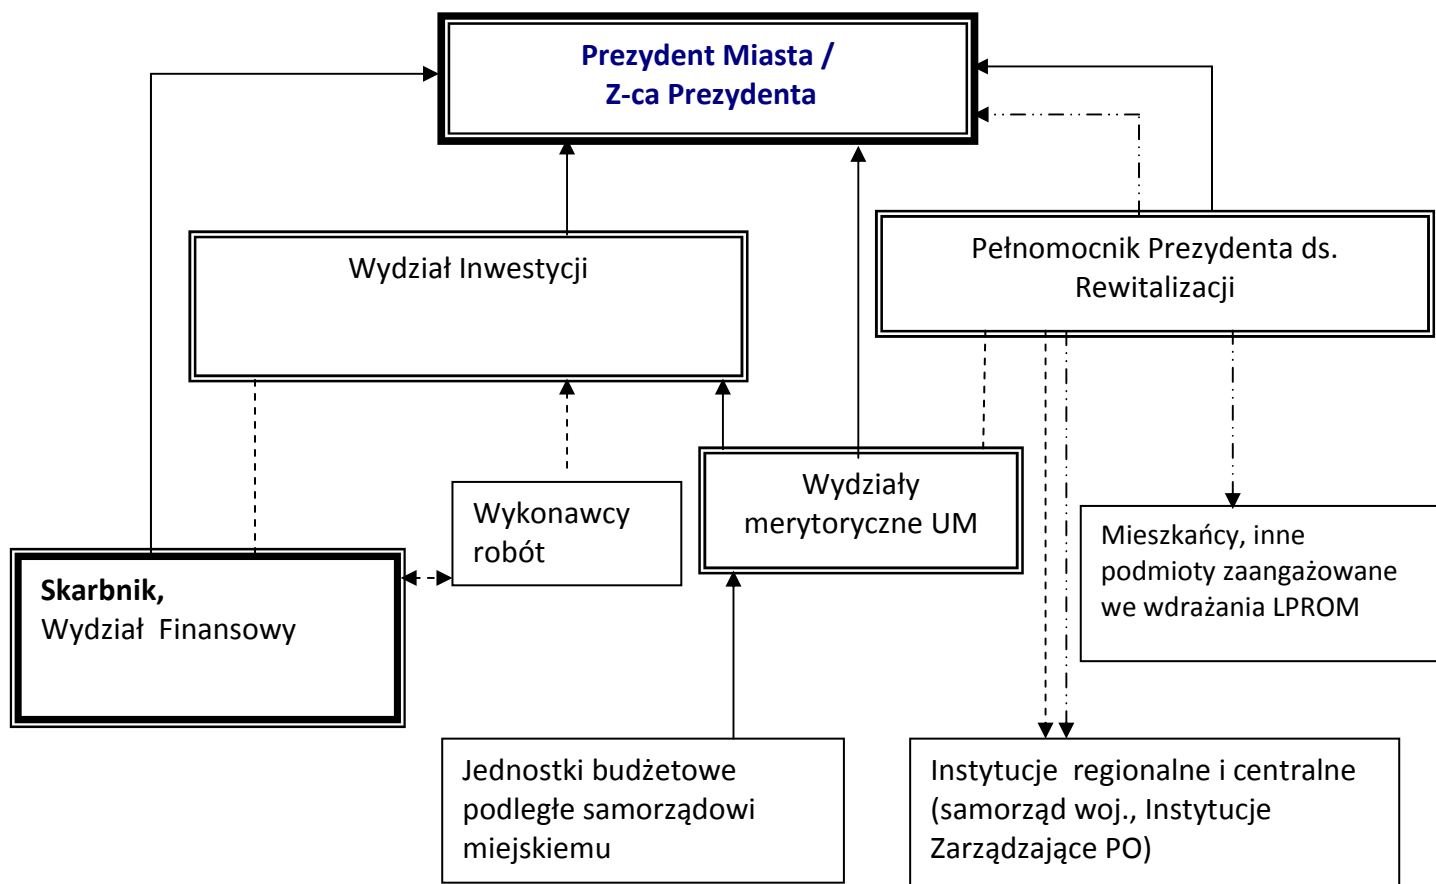 Prezydent Miasta /
Z-ca Prezydenta
Wydział Inwestycji
Pełnomocnik Prezydenta ds.
Rewitalizacji
Wydziały
merytoryczne UM
Wykonawcy
robót
Mieszkańcy, inne
podmioty zaangażowane
we wdrażania LPROM
Skarbnik,
Wydział  Finansowy
Jednostki budżetowe
podległe samorządowi
miejskiemu
Instytucje  regionalne i centralne
(samorząd woj., Instytucje
Zarządzające PO)